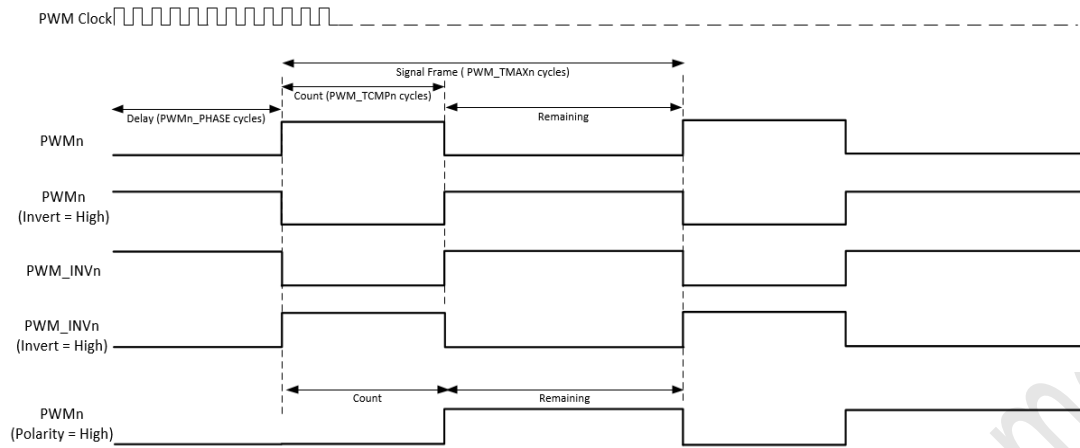 PWM Clock
Signal Frame ( PWM_TMAXn cycles)
Count (PWM_TCMPn cycles)
Delay (PWMn_PHASE cycles)
Remaining
PWMn
PWMn
(Invert = High)
PWM_INVn
PWM_INVn
(Invert = High)
Count
Remaining
PWMn
(Polarity = High)